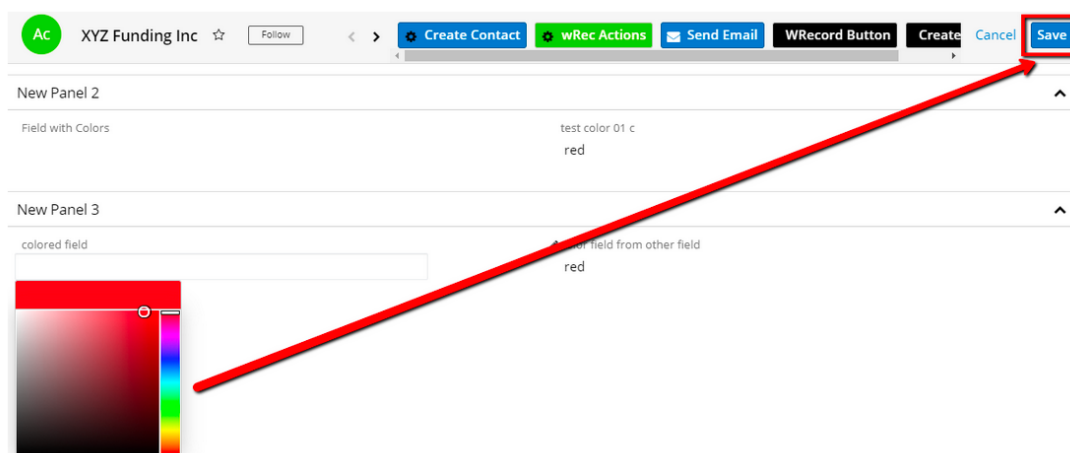 Ac XYZ Funding Inc Follow Create Contact wRec Actions Send Email WRecord Button Create Cancel Save
New Panel 2
Field with Colors test color 01 c
red
New Panel 3
colored field field from other field
red